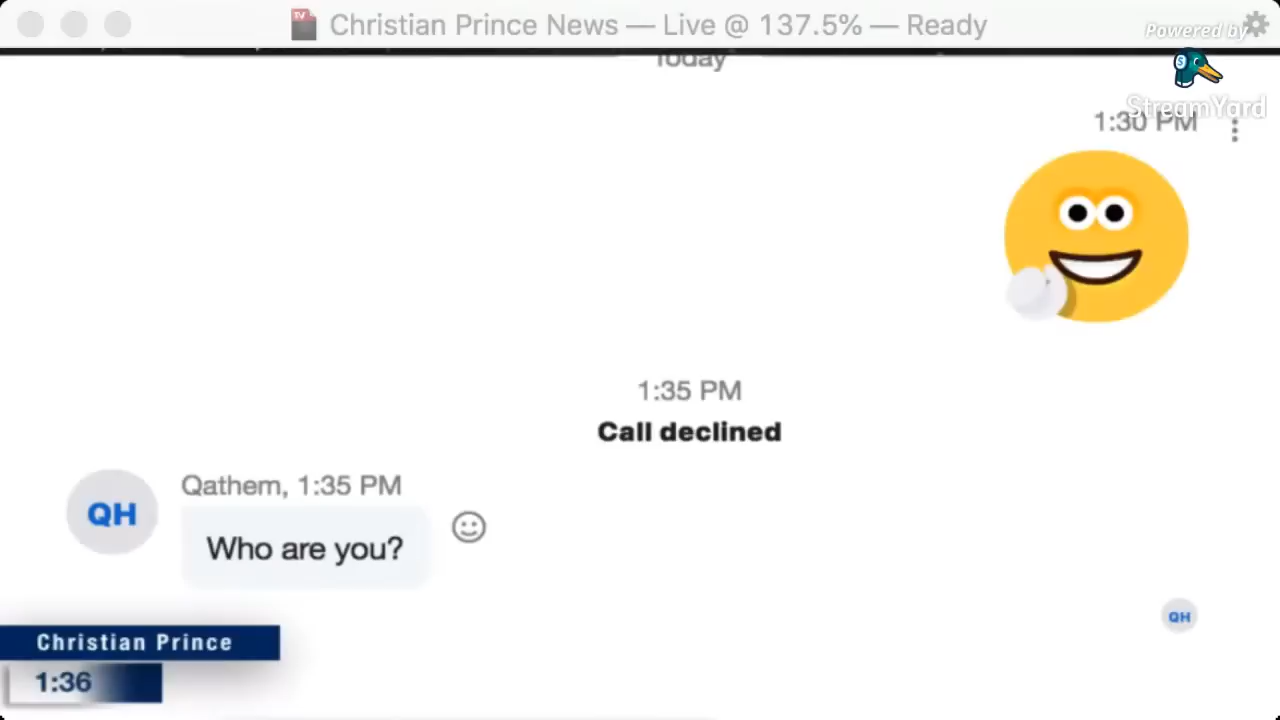 Christian Prince News — Live @ 137.5% — Ready
Powered by
Today
StreamYard
1:30 PM
1:35 PM
Call declined
Qathem, 1:35 PM
QH
Who are you?
QH
Christian Prince
1:36